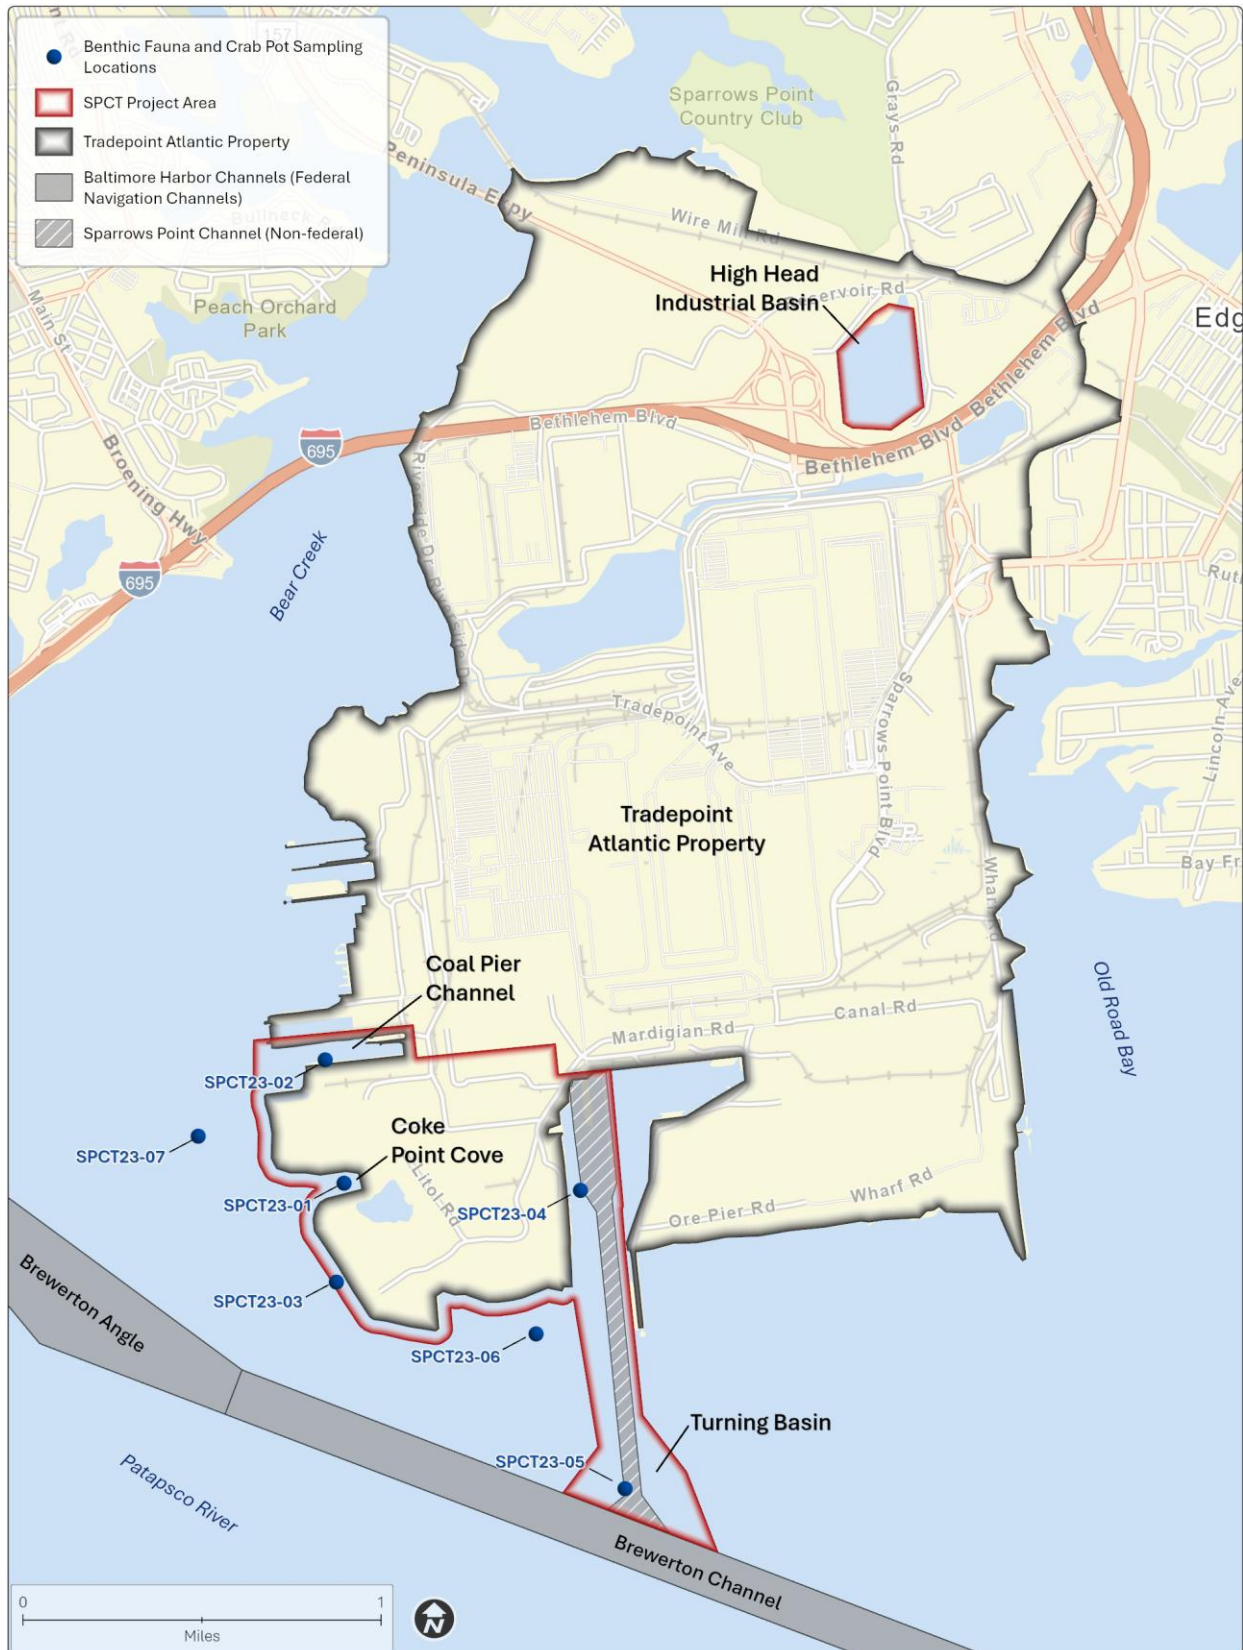 Benthic Fauna and Crab Pot Sampling
Locations
SPCT Project Area
Tradepoint Atlantic Property
Baltimore Harbor Channels (Federal
Navigation Channels)
Sparrows Point Channel (Non-federal)
157
Sparrows Point
Country Club
Grays Rd
Peninsula Expy
Wire Mill Rd
High Head
Industrial Basin
Reservoir Rd
Peach Orchard
Park
Main St
Edg
Bethlehem Blvd
Bethlehem Blvd
Bethlehem Blvd
695
Broening Hwy
Riverside Dr
Riverside Dr
695
Bear Creek
Sparrows Point Blvd
Tradepoint Ave
Lincoln Ave
Tradepoint
Atlantic Property
Bay Fr
Wharf Rd
Coal Pier
Channel
Old Road Bay
Canal Rd
Mardigian Rd
SPCT23-02
Coke
Point Cove
SPCT23-07
Litol Rd
Wharf Rd
SPCT23-01
SPCT23-04
Ore Pier Rd
Brewerton Angle
SPCT23-03
SPCT23-06
Turning Basin
SPCT23-05
Patapsco River
Brewerton Channel
0
1
Miles
N